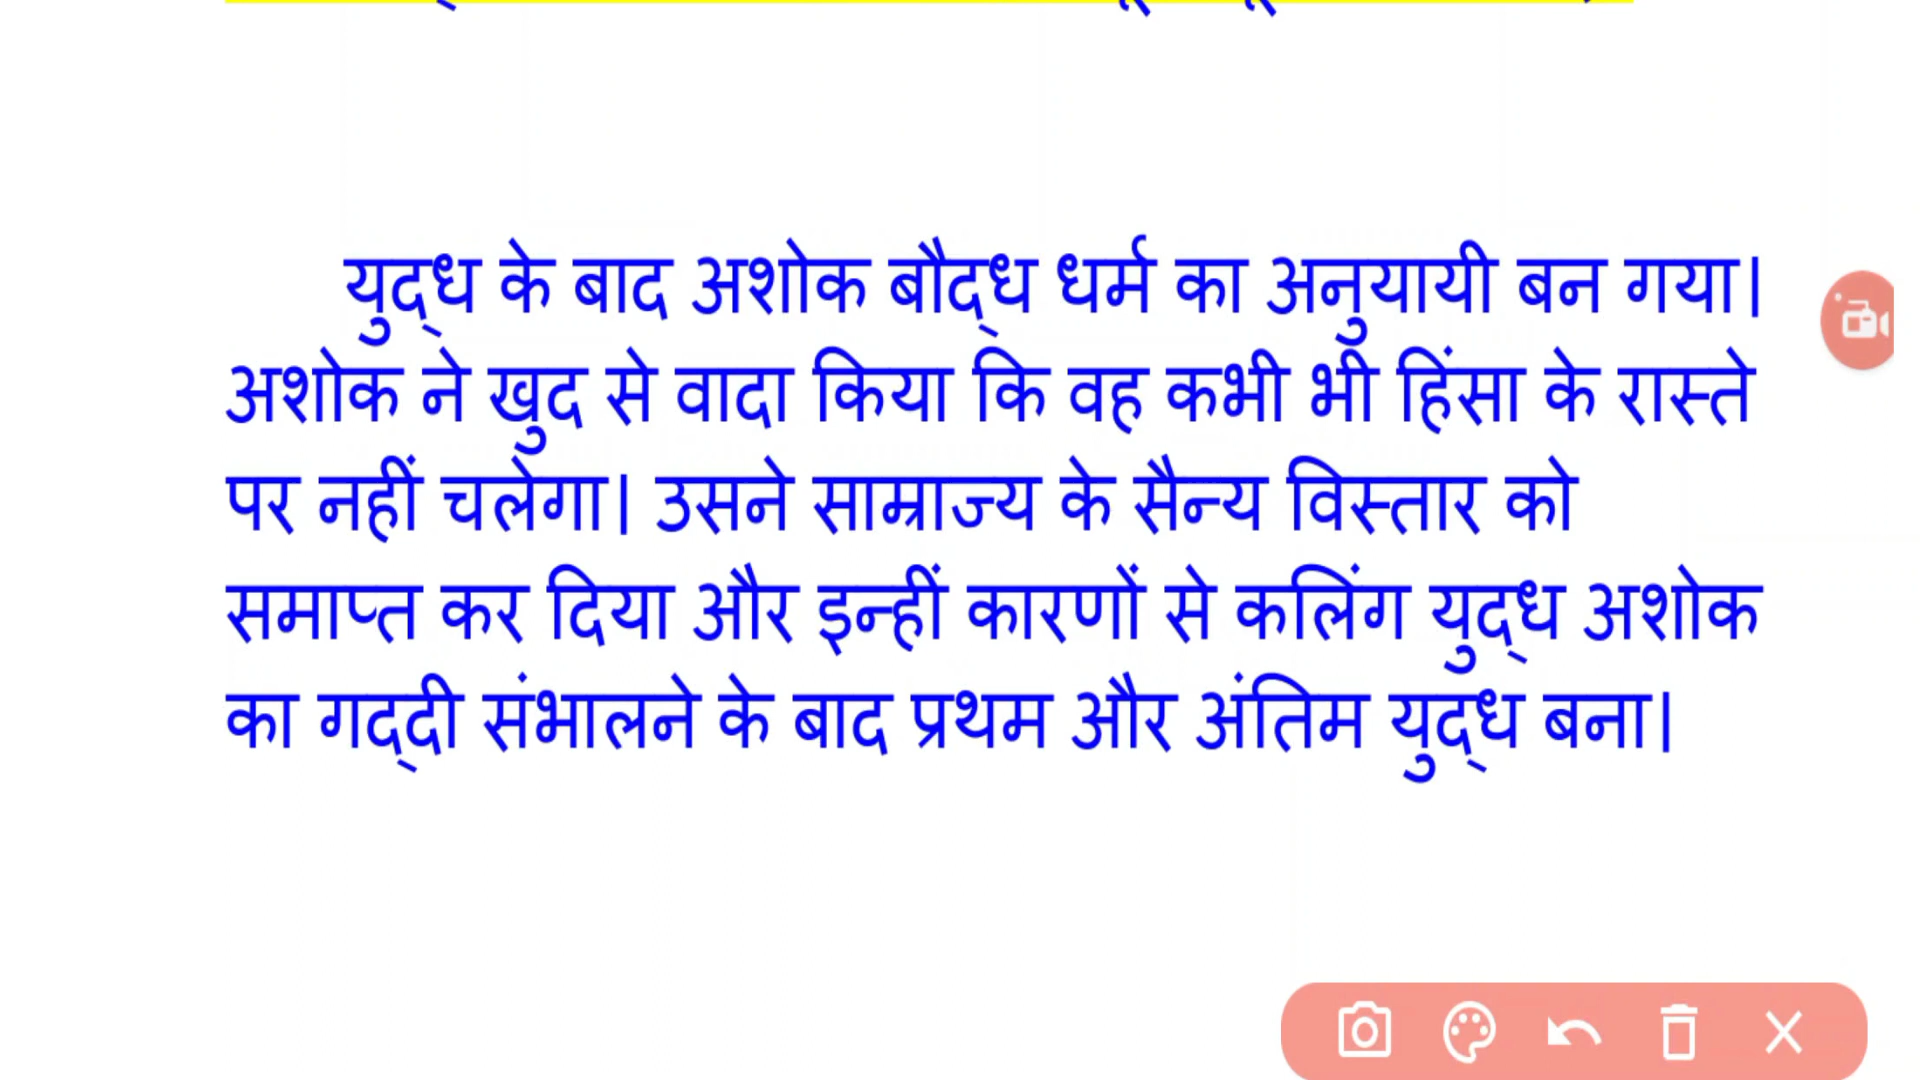 युद्ध के बाद अशोक बौद्ध धर्म का अनुयायी बन गया|
अशोक ने खुद से वादा किया कि वह कभी भी हिंसा के रास्ते
पर नहीं चलेगा| उसने साम्राज्य के सैन्य विस्तार को
समाप्त कर दिया और इन्हीं कारणों से कलिंग युद्ध अशोक
का गद्दी संभालने के बाद प्रथम और अंतिम युद्ध बना|